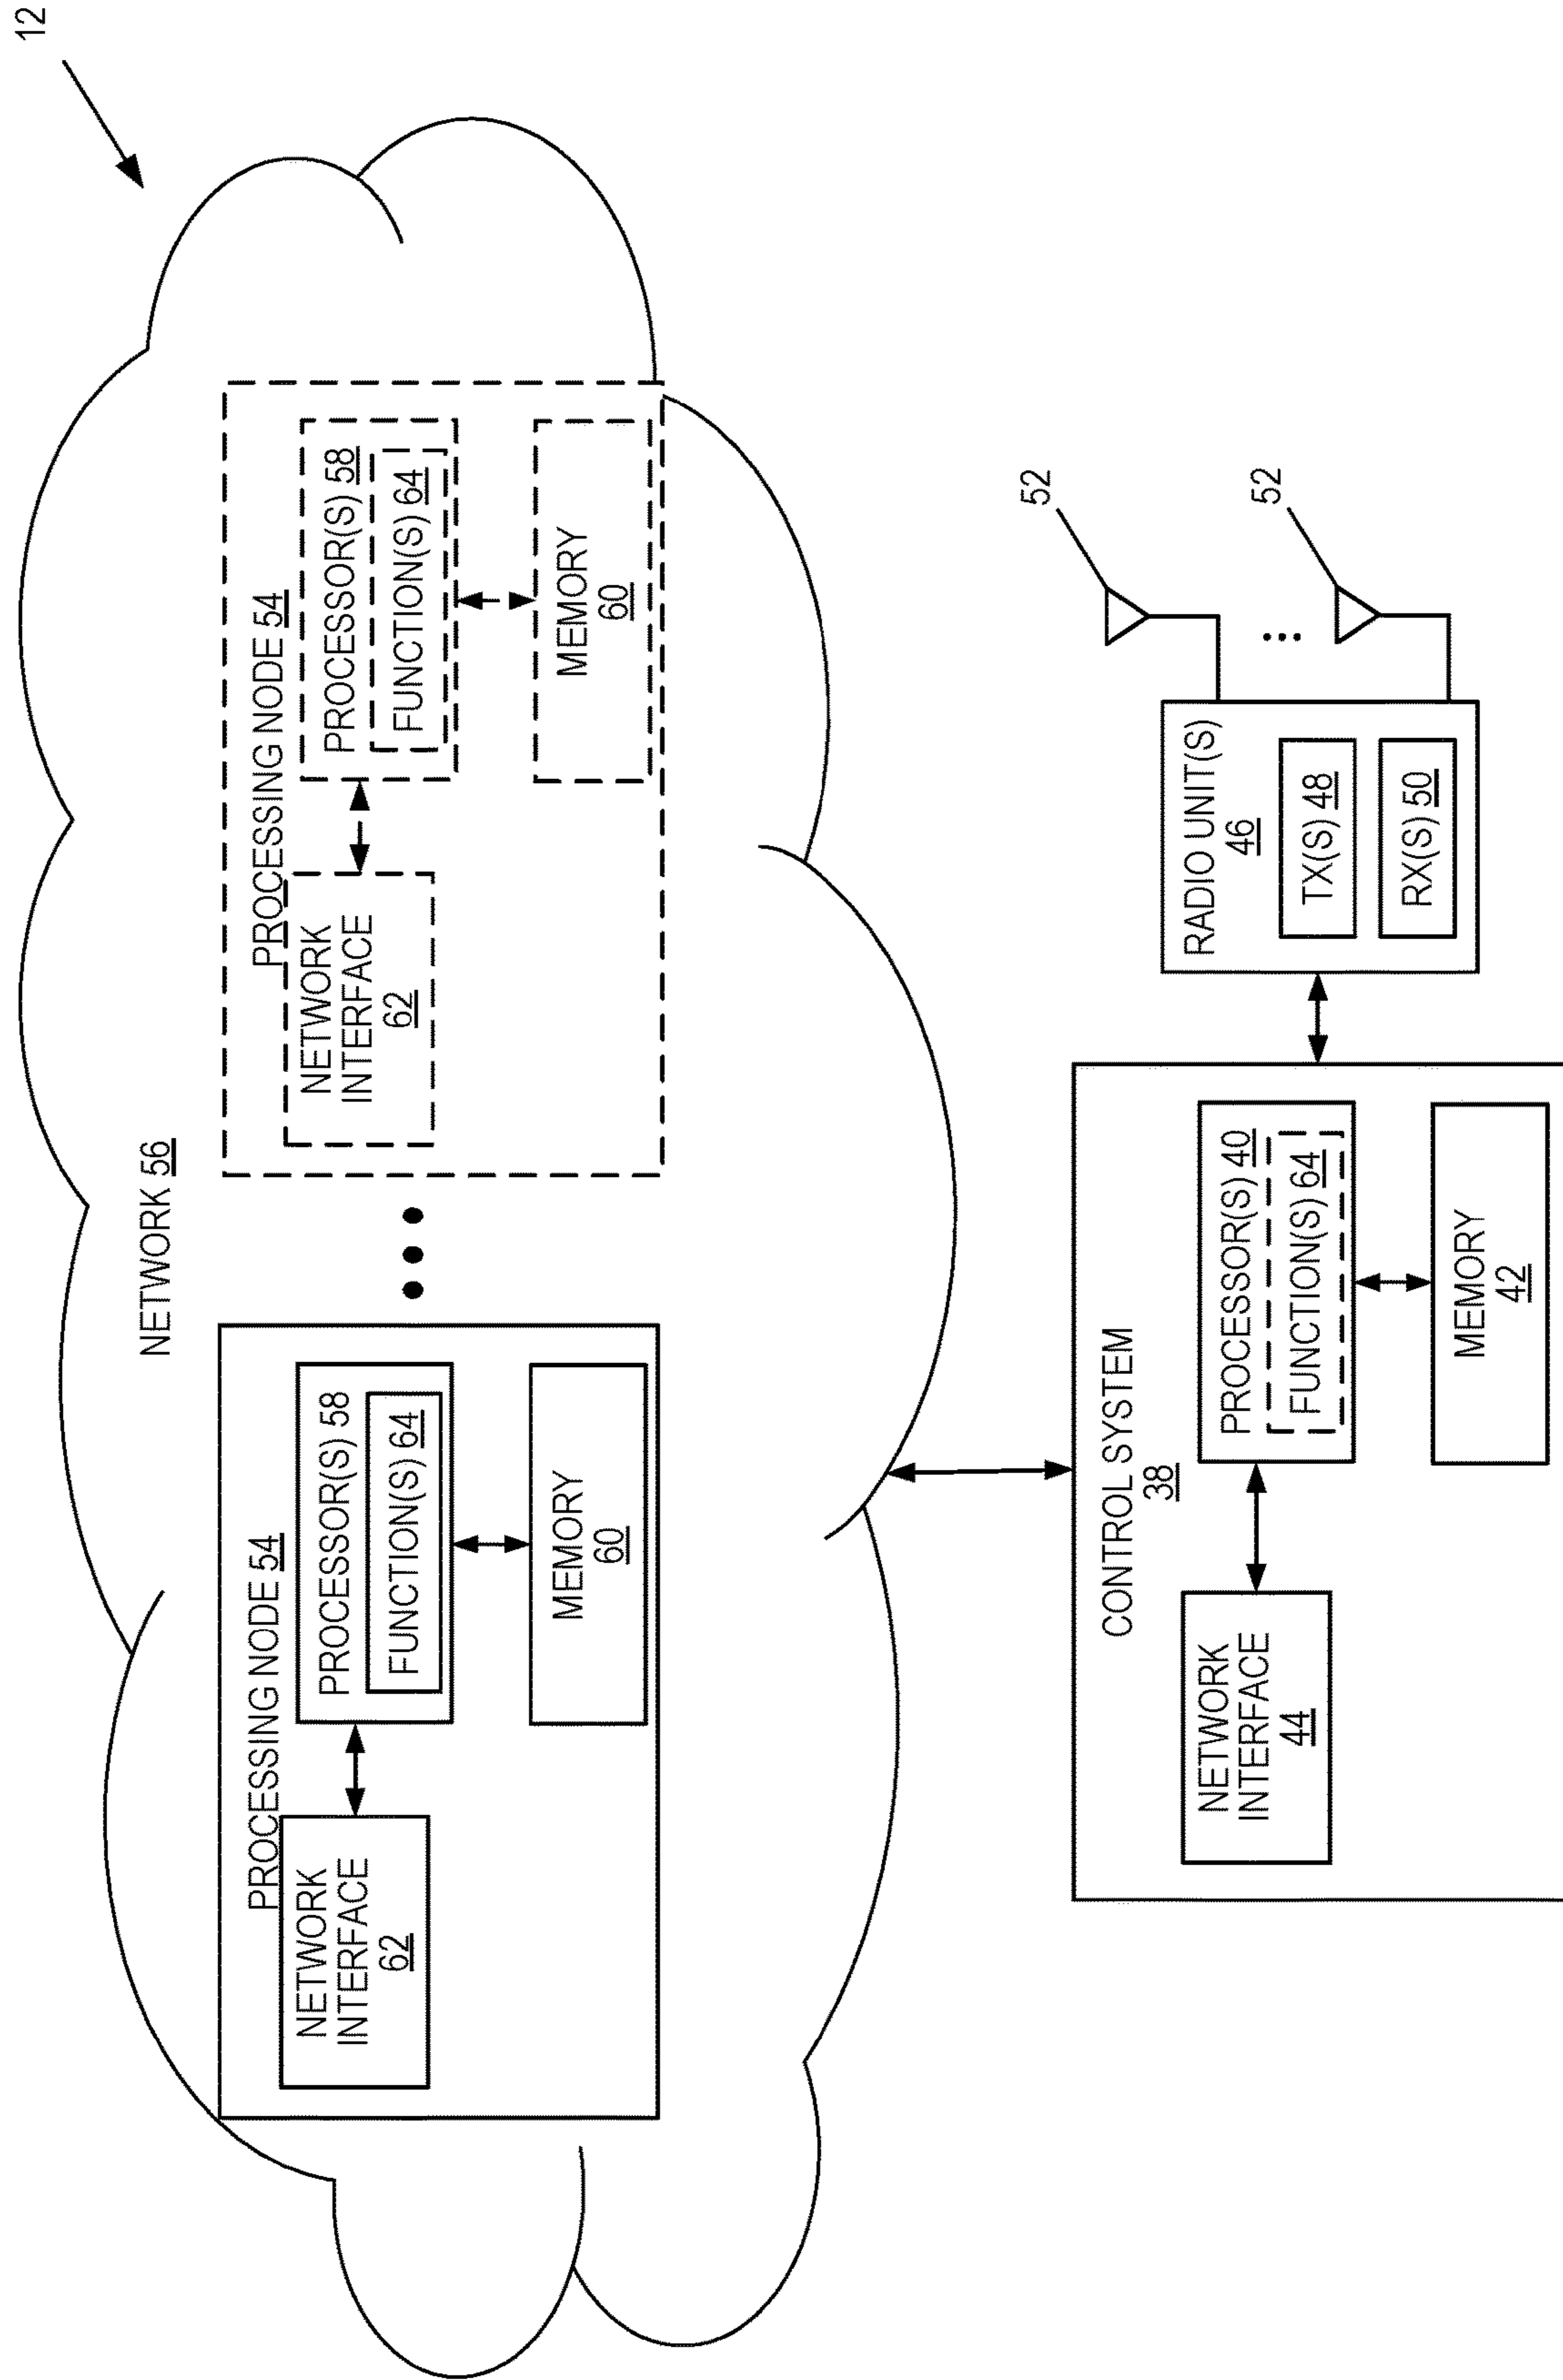 12
NETWORK 56
PROCESSING NODE 54
NETWORK
INTERFACE
62
PROCESSOR(S) 58
FUNCTION(S) 64
MEMORY
60
PROCESSING NODE 54
NETWORK
INTERFACE
62
PROCESSOR(S) 58
FUNCTION(S) 64
MEMORY
60
CONTROL SYSTEM
38
NETWORK
INTERFACE
44
PROCESSOR(S) 40
FUNCTION(S) 64
MEMORY
42
RADIO UNIT(S)
46
TX(S) 48
RX(S) 50
52
52